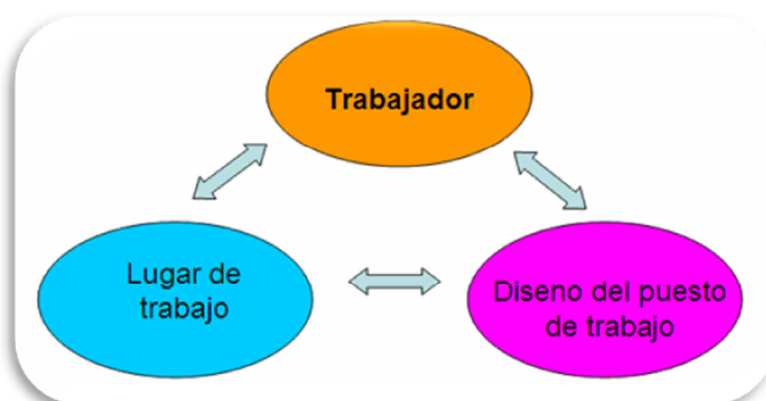 Trabajador
Lugar de
trabajo
Diseno del puesto
de trabajo